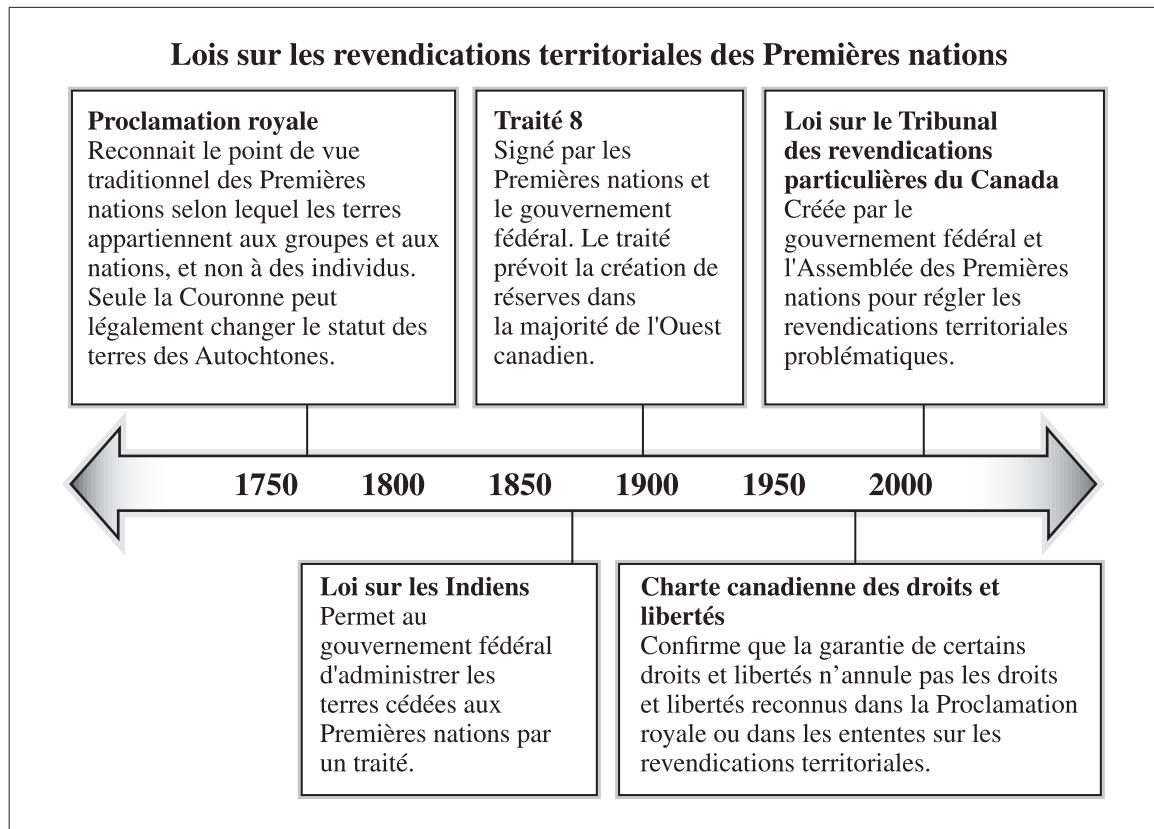 Lois sur les revendications territoriales des Premières nations
Proclamation royale
Reconnait le point de vue
traditionnel des Premières
nations selon lequel les terres
appartiennent aux groupes et aux
nations, et non à des individus.
Seule la Couronne peut
légalement changer le statut des
terres des Autochtones.
Traité 8
Signé par les
Premières nations et
le gouvernement
fédéral. Le traité
prévoit la création de
réserves dans
la majorité de l'Ouest
canadien.
Loi sur le Tribunal
des revendications
particulières du Canada
Créée par le
gouvernement fédéral et
l'Assemblée des Premières
nations pour régler les
revendications territoriales
problématiques.
1750 1800 1850 1900 1950 2000
Loi sur les Indiens
Permet au
gouvernement fédéral
d'administrer les
terres cédées aux
Premières nations par
un traité.
Charte canadienne des droits et
libertés
Confirme que la garantie de certains
droits et libertés n’annule pas les droits
et libertés reconnus dans la Proclamation
royale ou dans les ententes sur les
revendications territoriales.